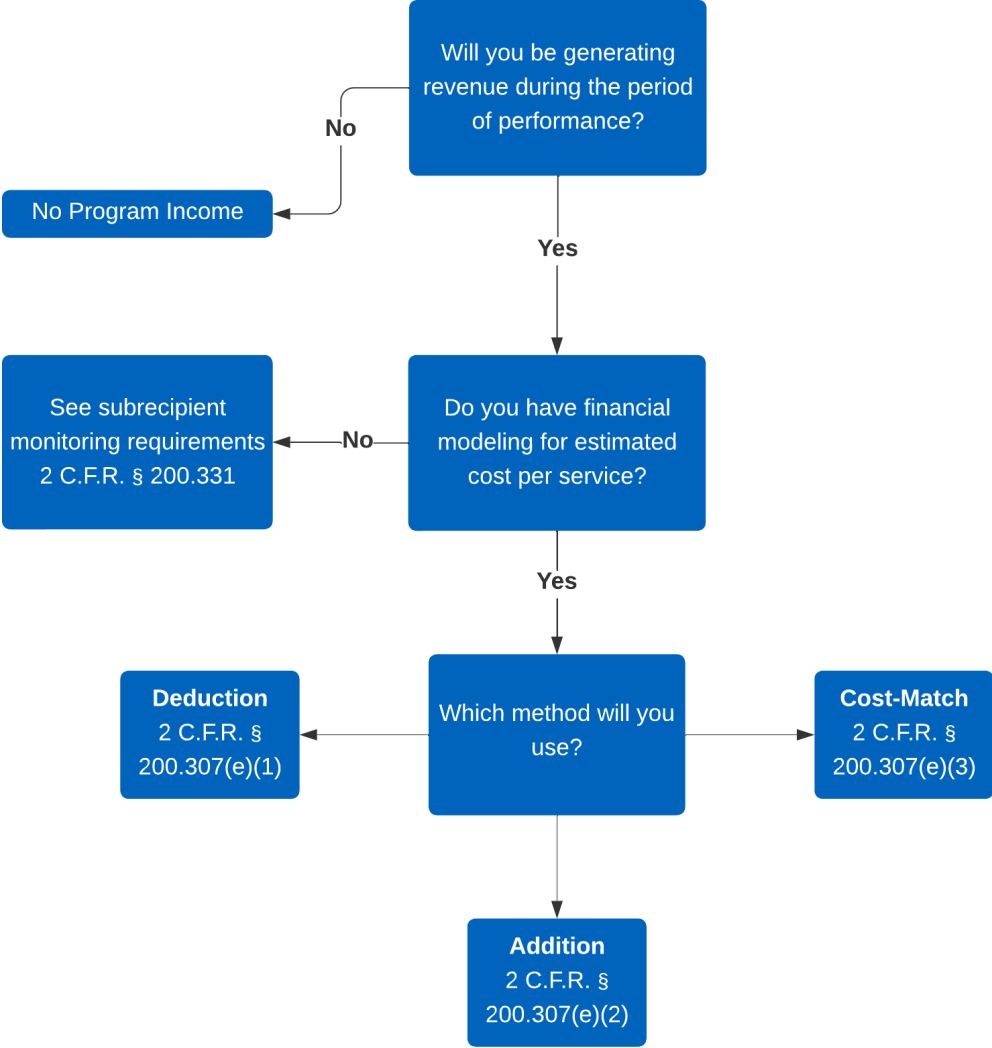 Will you be generating
revenue during the period
of performance?
No
No Program Income
Yes
See subrecipient
monitoring requirements
2 C.F.R. § 200.331
No
Do you have financial
modeling for estimated
cost per service?
Yes
Deduction
2 C.F.R. §
200.307(e)(1)
Which method will you
use?
Cost-Match
2 C.F.R. §
200.307(e)(3)
Addition
2 C.F.R. §
200.307(e)(2)